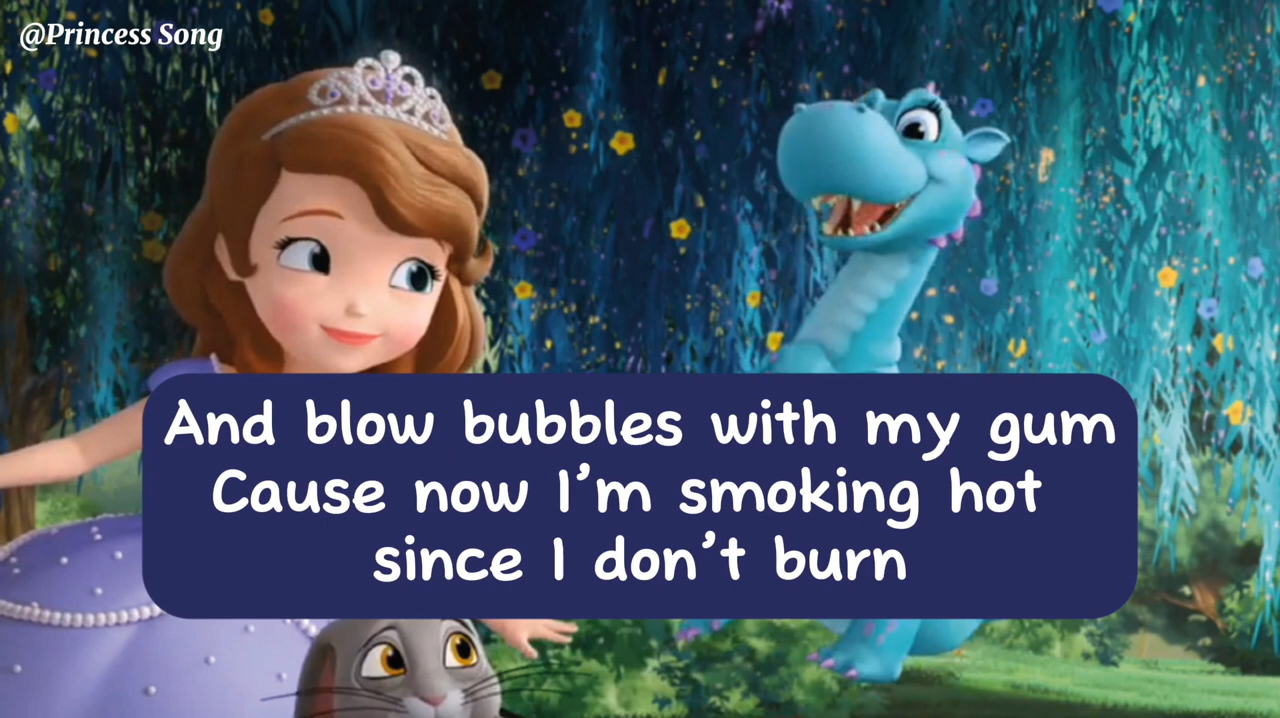 @Princess Song
And blow bubbles with my gum
Cause now I'm smoking hot
since I don't burn